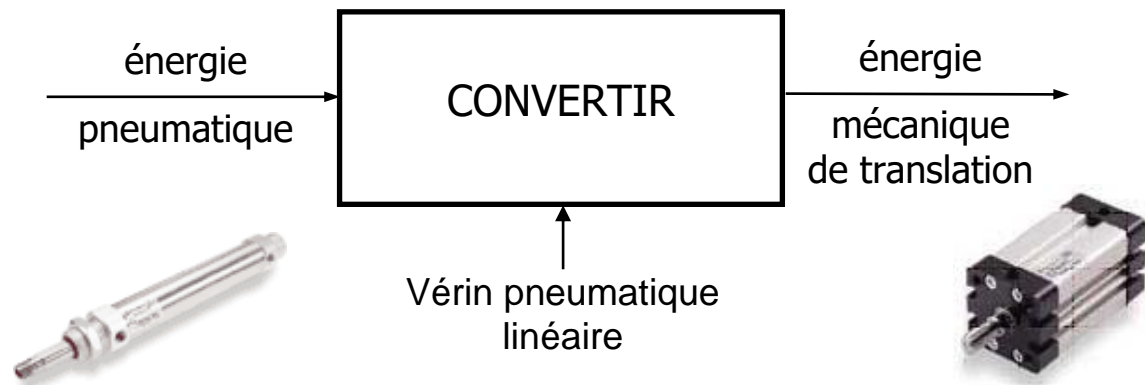 énergie
pneumatique
CONVERTIR
énergie
mécanique
de translation
Vérin pneumatique
linéaire